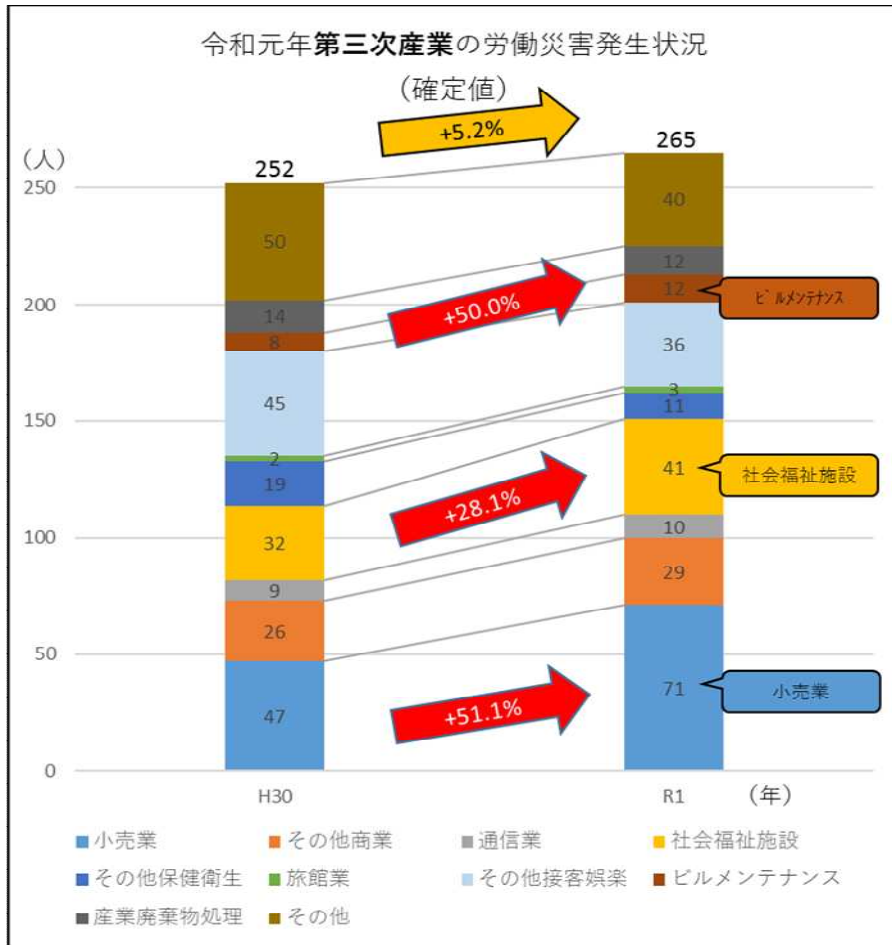 令和元年第三次産業の労働災害発生状況
（確定値）
+5.2%
（人）
252
265
250
200
150
100
50
0
50
14
8
45
2
19
32
9
26
47
+50.0%
+28.1%
+51.1%
40
12
12
36
3
11
41
10
29
71
ﾋﾞﾙﾒﾝﾃﾅﾝｽ
社会福祉施設
小売業
H30
R1
（年）
小売業
その他商業
通信業
社会福祉施設
その他保健衛生
旅館業
その他接客娯楽
ビルメンテナンス
産業廃棄物処理
その他